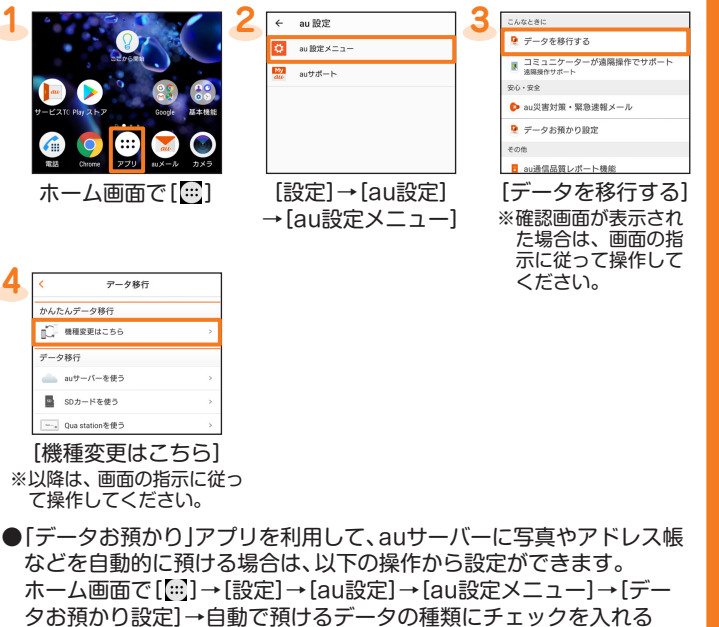 1
ここから開始
au
サービスTO Play ストア Google 基本機能
電話 Chrome アプリ auメール カメラ
ホーム画面で[ ]
2
← au 設定
au 設定メニュー
My au auサポート
[設定]→[au設定]
→[au設定メニュー]
3
こんなときに
データを移行する
コミュニケーターが遠隔操作でサポート
遠隔操作サポート
安心・安全
au災害対策・緊急速報メール
データお預かり設定
その他
au通信品質レポート機能
[データを移行する]
※確認画面が表示され
た場合は、画面の指
示に従って操作して
ください。
4
データ移行
かんたんデータ移行
機種変更はこちら
データ移行
auサーバーを使う
SDカードを使う
Qua stationを使う
[機種変更はこちら]
※以降は、画面の指示に従っ
て操作してください。
●「データお預かり」アプリを利用して、auサーバーに写真やアドレス帳
などを自動的に預ける場合は、以下の操作から設定ができます。
ホーム画面で[ ]→[設定]→[au設定]→[au設定メニュー]→[デー
タお預かり設定]→自動で預けるデータの種類にチェックを入れる